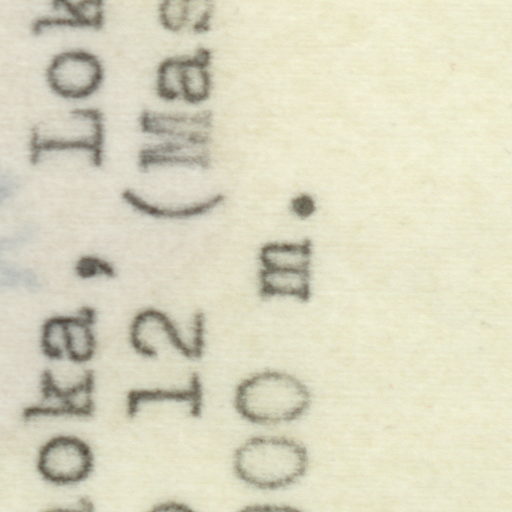 oka, Lok
12 (Mas
00 m.